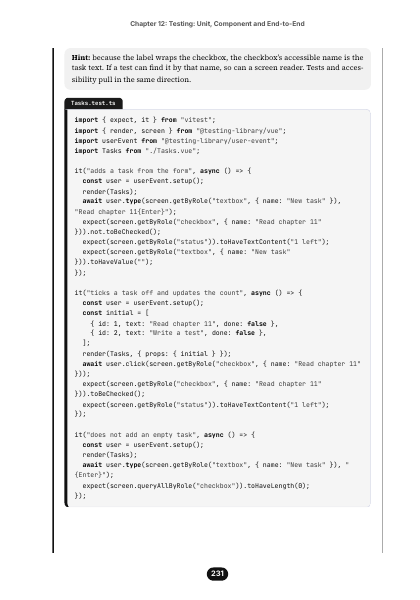 Chapter 12: Testing: Unit, Component and End-to-End
Hint: because the label wraps the checkbox, the checkbox's accessible name is the
task text. If a test can find it by that name, so can a screen reader. Tests and acces-
sibility pull in the same direction.
Tasks.test.ts
import { expect, it } from "vitest";
import { render, screen } from "@testing-library/vue";
import userEvent from "@testing-library/user-event";
import Tasks from "./Tasks.vue";
it("adds a task from the form", async () => {
const user = userEvent.setup();
render(Tasks);
await user.type(screen.getByRole("textbox", { name: "New task" }),
"Read chapter 11{Enter}");
expect(screen.getByRole("checkbox", { name: "Read chapter 11"
})).not.toBeChecked();
expect(screen.getByRole("status")).toHaveTextContent("1 left");
expect(screen.getByRole("textbox", { name: "New task"
})).toHaveValue("");
});
it("ticks a task off and updates the count", async () => {
const user = userEvent.setup();
const initial = [
{ id: 1, text: "Read chapter 11", done: false },
{ id: 2, text: "Write a test", done: false },
];
render(Tasks, { props: { initial } });
await user.click(screen.getByRole("checkbox", { name: "Read chapter 11"
}));
expect(screen.getByRole("checkbox", { name: "Read chapter 11"
})).toBeChecked();
expect(screen.getByRole("status")).toHaveTextContent("1 left");
});
it("does not add an empty task", async () => {
const user = userEvent.setup();
render(Tasks);
await user.type(screen.getByRole("textbox", { name: "New task" }), "
{Enter}");
expect(screen.queryAllByRole("checkbox")).toHaveLength(0);
});
231